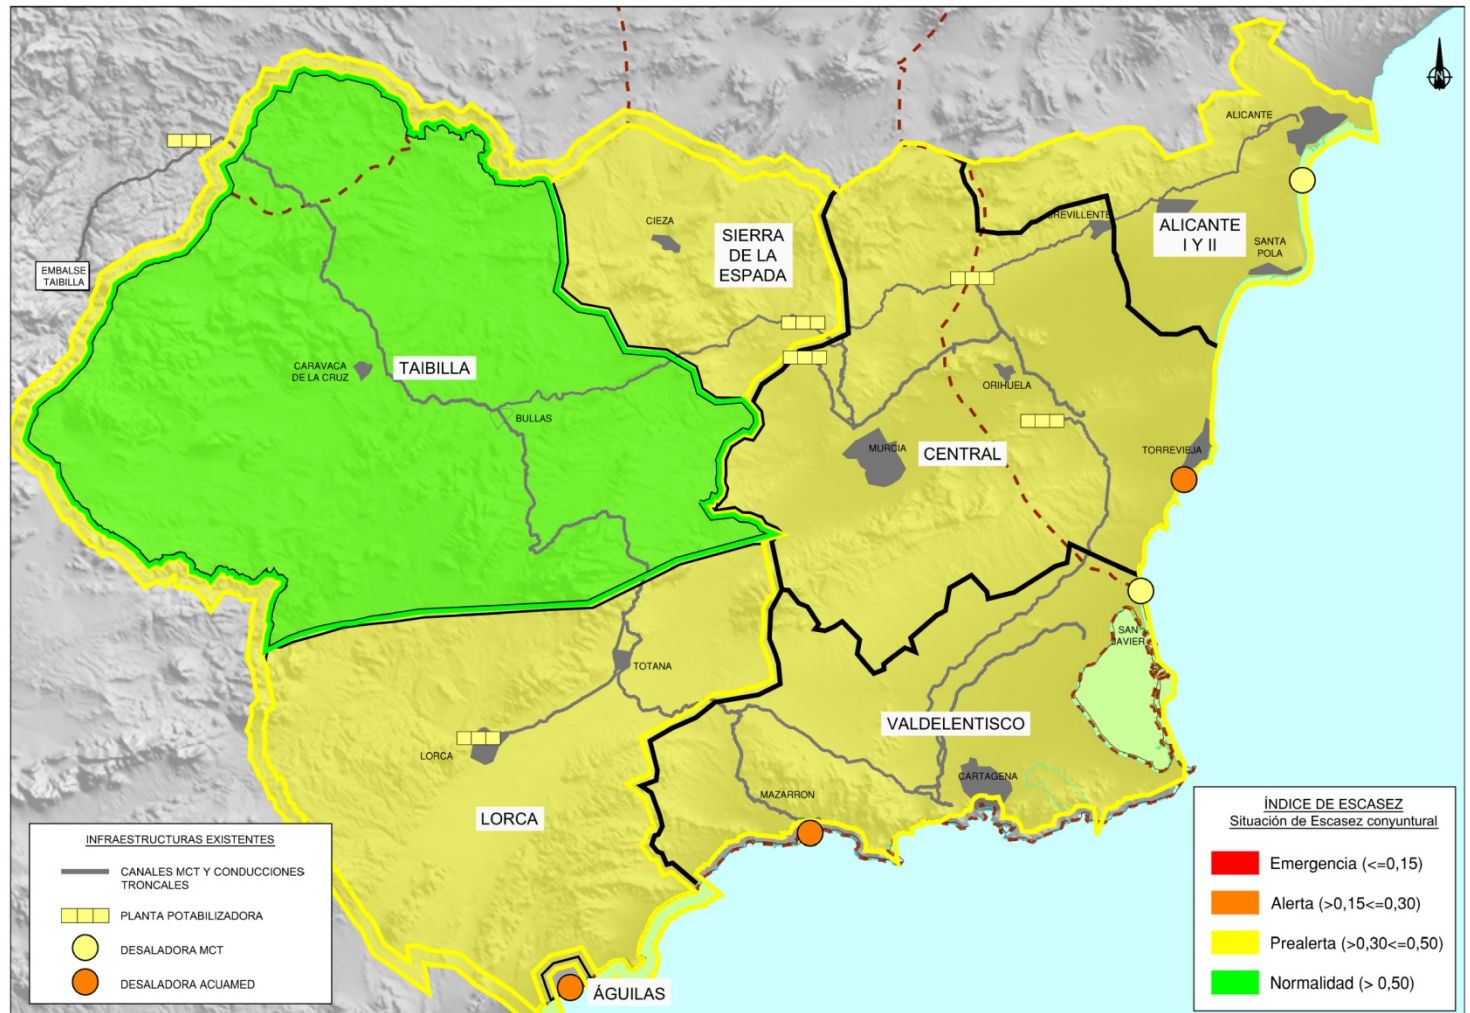 N
ALICANTE
CIEZA
CREVILLENTE
ALICANTE
I Y II
SIERRA
DE LA
ESPADA
SANTA
POLA
EMBALSE
TAIBILLA
CARAVACA
DE LA CRUZ
TAIBILLA
ORIHUELA
BULLAS
MURCIA
CENTRAL
TORREVIEJA
SAN
JAVIER
TOTANA
VALDELENTISCO
LORCA
CARTAGENA
MAZARRON
LORCA
ÁGUILAS
INFRAESTRUCTURAS EXISTENTES
CANALES MCT Y CONDUCCIONES
TRONCALES
PLANTA POTABILIZADORA
DESALADORA MCT
DESALADORA ACUAMED
ÍNDICE DE ESCASEZ
Situación de Escasez conyuntural
Emergencia (<=0,15)
Alerta (>0,15<=0,30)
Prealerta (>0,30<=0,50)
Normalidad (> 0,50)